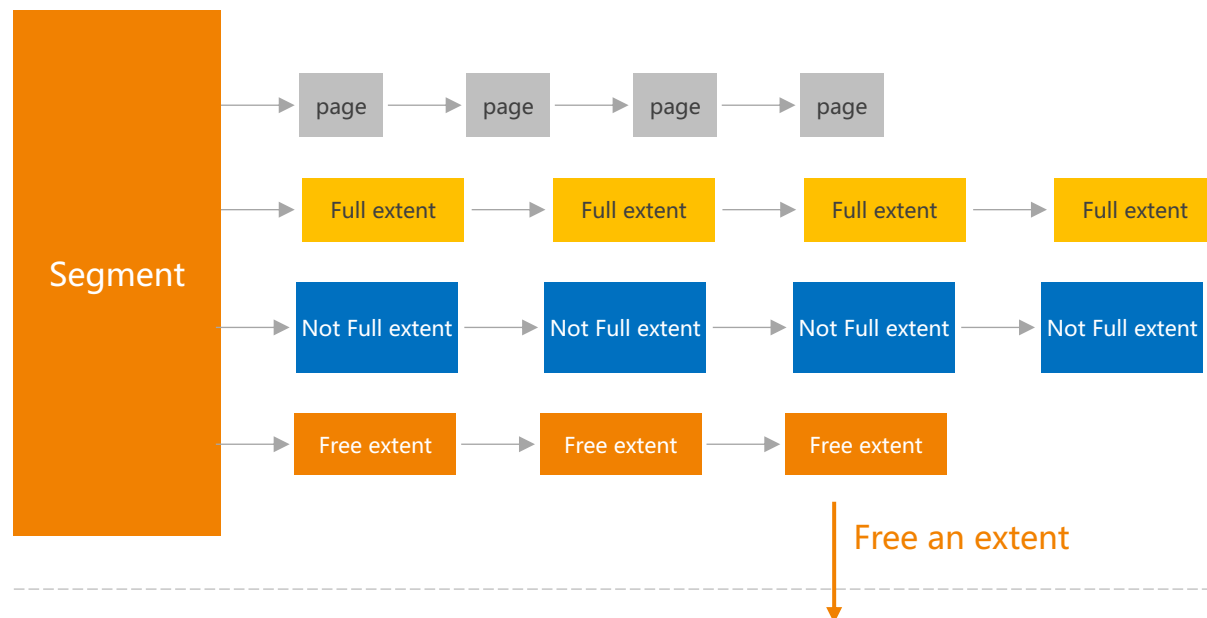 page page page page
Full extent Full extent Full extent Full extent
Segment
Not Full extent Not Full extent Not Full extent Not Full extent
Free extent Free extent Free extent
Free an extent